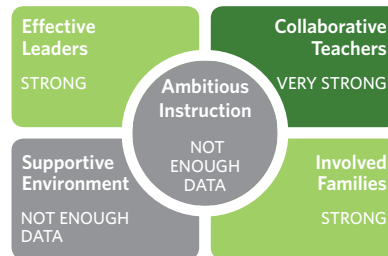 Effective
Leaders
STRONG
Collaborative
Teachers
VERY STRONG
Ambitious
Instruction
NOT
ENOUGH
DATA
Supportive
Environment
NOT ENOUGH
DATA
Involved
Families
STRONG